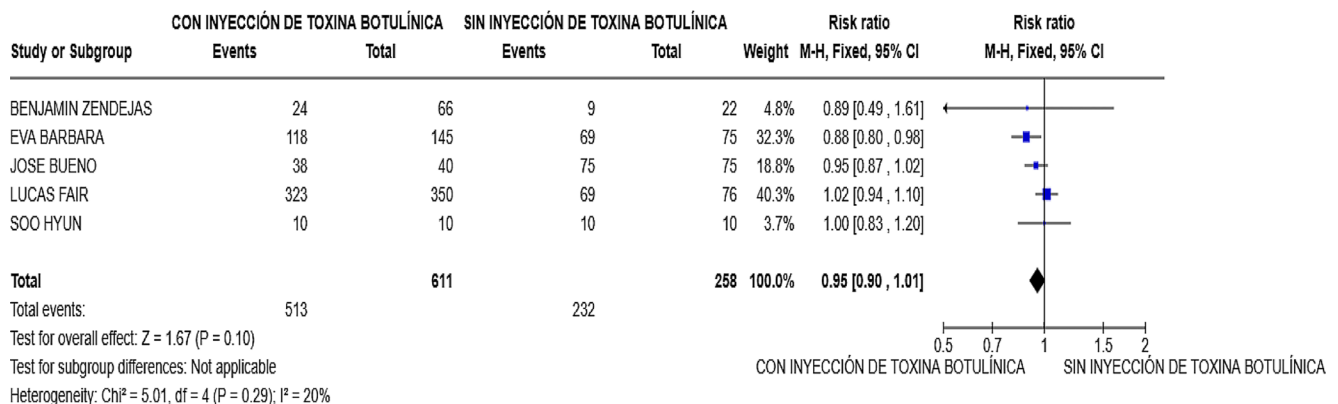 CON INYECCIÓN DE TOXINA BOTULÍNICA SIN INYECCIÓN DE TOXINA BOTULÍNICA Risk ratio Risk ratio
Study or Subgroup Events Total Events Total Weight M-H, Fixed, 95% CI M-H, Fixed, 95% CI
BENJAMIN ZENDEJAS 24 66 9 22 4.8% 0.89 [0.49 , 1.61]
EVA BARBARA 118 145 69 75 32.3% 0.88 [0.80 , 0.98]
JOSE BUENO 38 40 75 75 18.8% 0.95 [0.87 , 1.02]
LUCAS FAIR 323 350 69 76 40.3% 1.02 [0.94 , 1.10]
SOO HYUN 10 10 10 10 3.7% 1.00 [0.83 , 1.20]
Total 611 258 100.0% 0.95 [0.90 , 1.01]
Total events: 513 232
Test for overall effect: Z = 1.67 (P = 0.10)
0.5 0.7 1 1.5 2
Test for subgroup differences: Not applicable
CON INYECCIÓN DE TOXINA BOTULÍNICA SIN INYECCIÓN DE TOXINA BOTULÍNICA
Heterogeneity: Chi² = 5.01, df = 4 (P = 0.29); I² = 20%